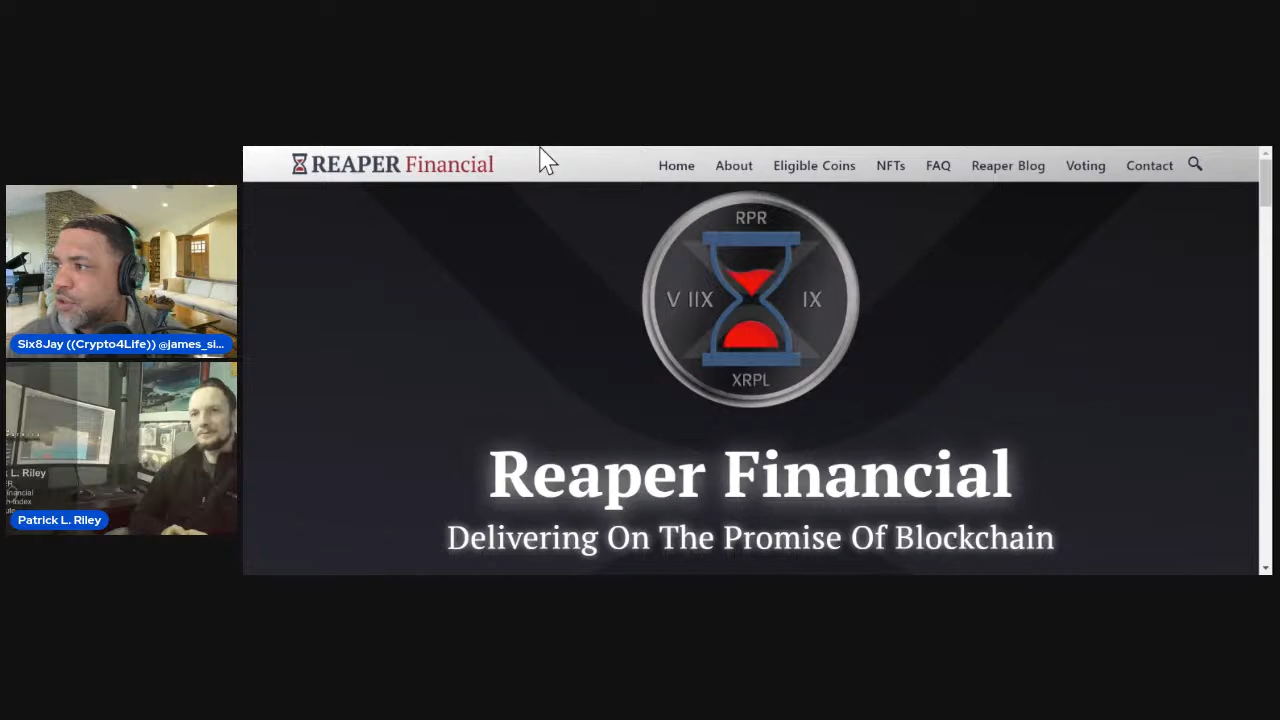 REAPER Financial
Home About Eligible Coins NFTs FAQ Reaper Blog Voting Contact
RPR
V IIX IX
XRPL
Reaper Financial
Delivering On The Promise Of Blockchain
Six8Jay ((Crypto4Life)) @james_si...
L. Riley
Patrick L. Riley